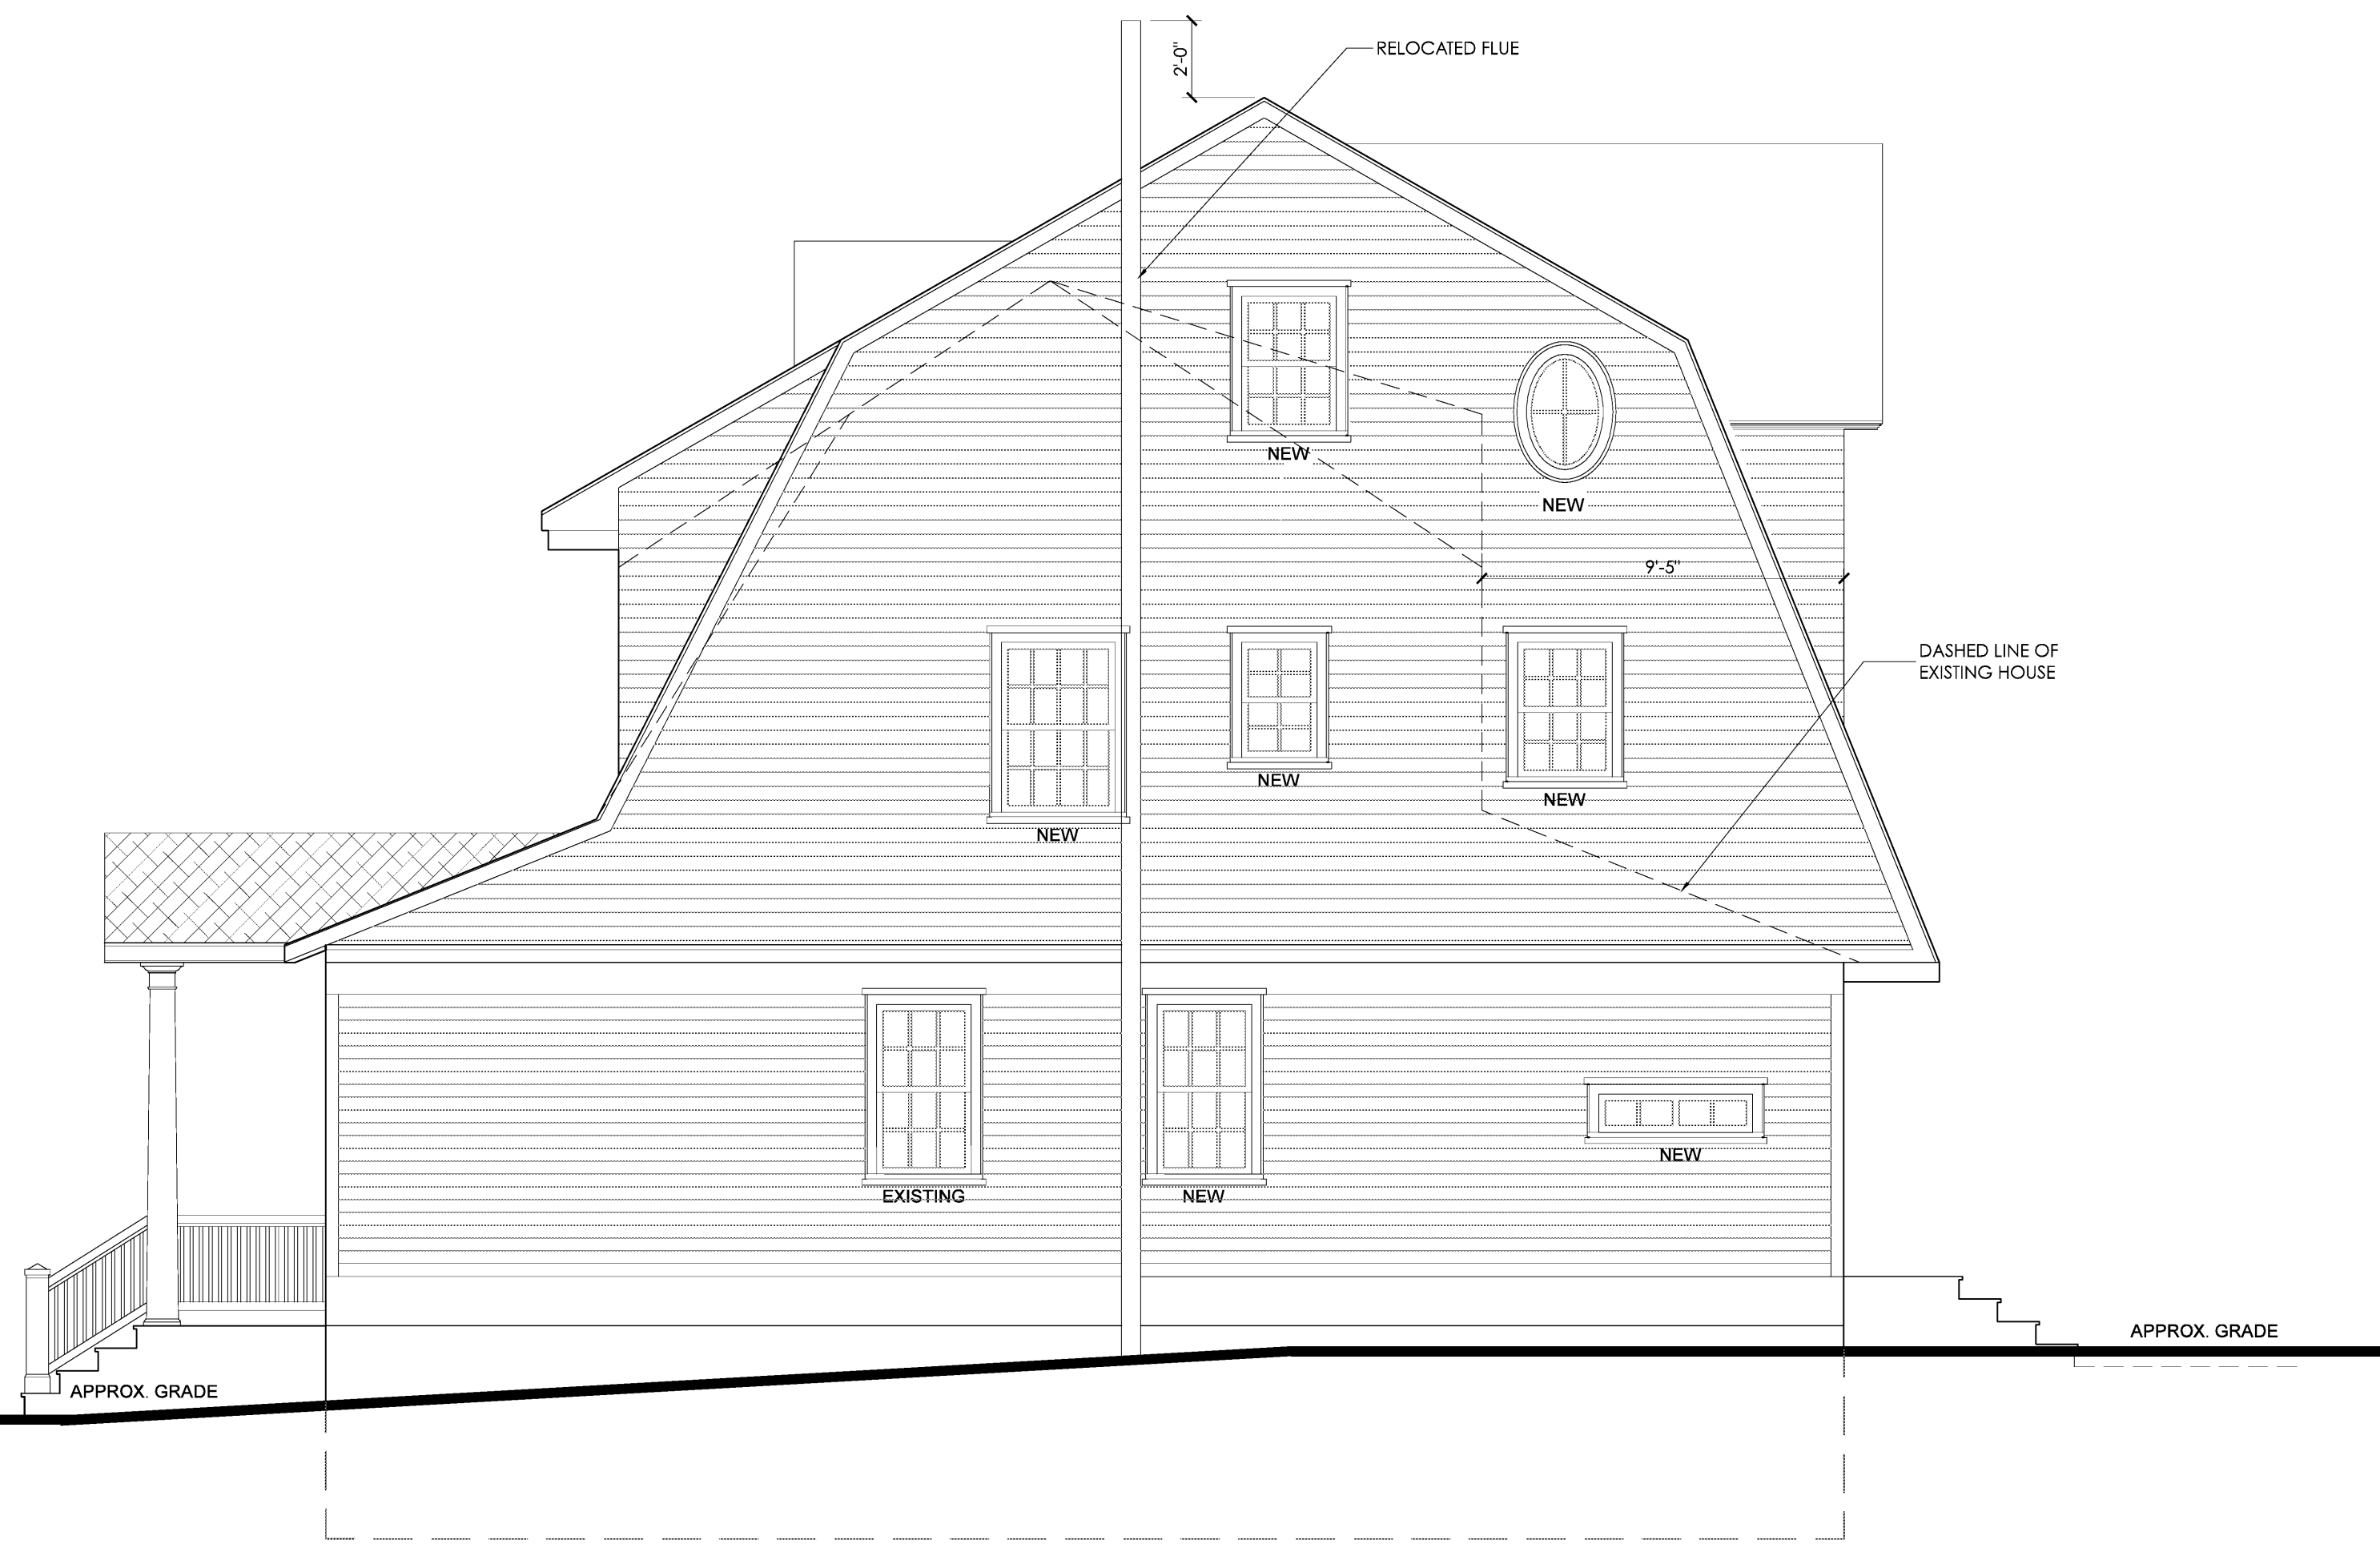 2'-0"
RELOCATED FLUE
NEW
NEW
9'-5"
DASHED LINE OF
EXISTING HOUSE
NEW
NEW
NEW
NEW
EXISTING
NEW
APPROX. GRADE
APPROX. GRADE